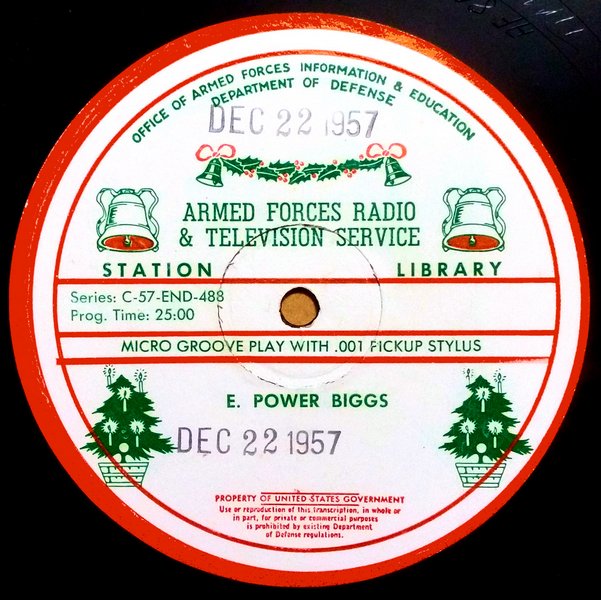 OFFICE OF ARMED FORCES INFORMATION & EDUCATION
DEPARTMENT OF DEFENSE
DEC 22 1957
ARMED FORCES RADIO
& TELEVISION SERVICE
STATION LIBRARY
Series: C-57-END-488
Prog. Time: 25:00
MICRO GROOVE PLAY WITH .001 PICKUP STYLUS
E. POWER BIGGS
DEC 22 1957
PROPERTY OF UNITED STATES GOVERNMENT
Use or reproduction of this transcription, in whole or
in part, for private or commercial purposes
is prohibited by existing Department
of Defense regulations.